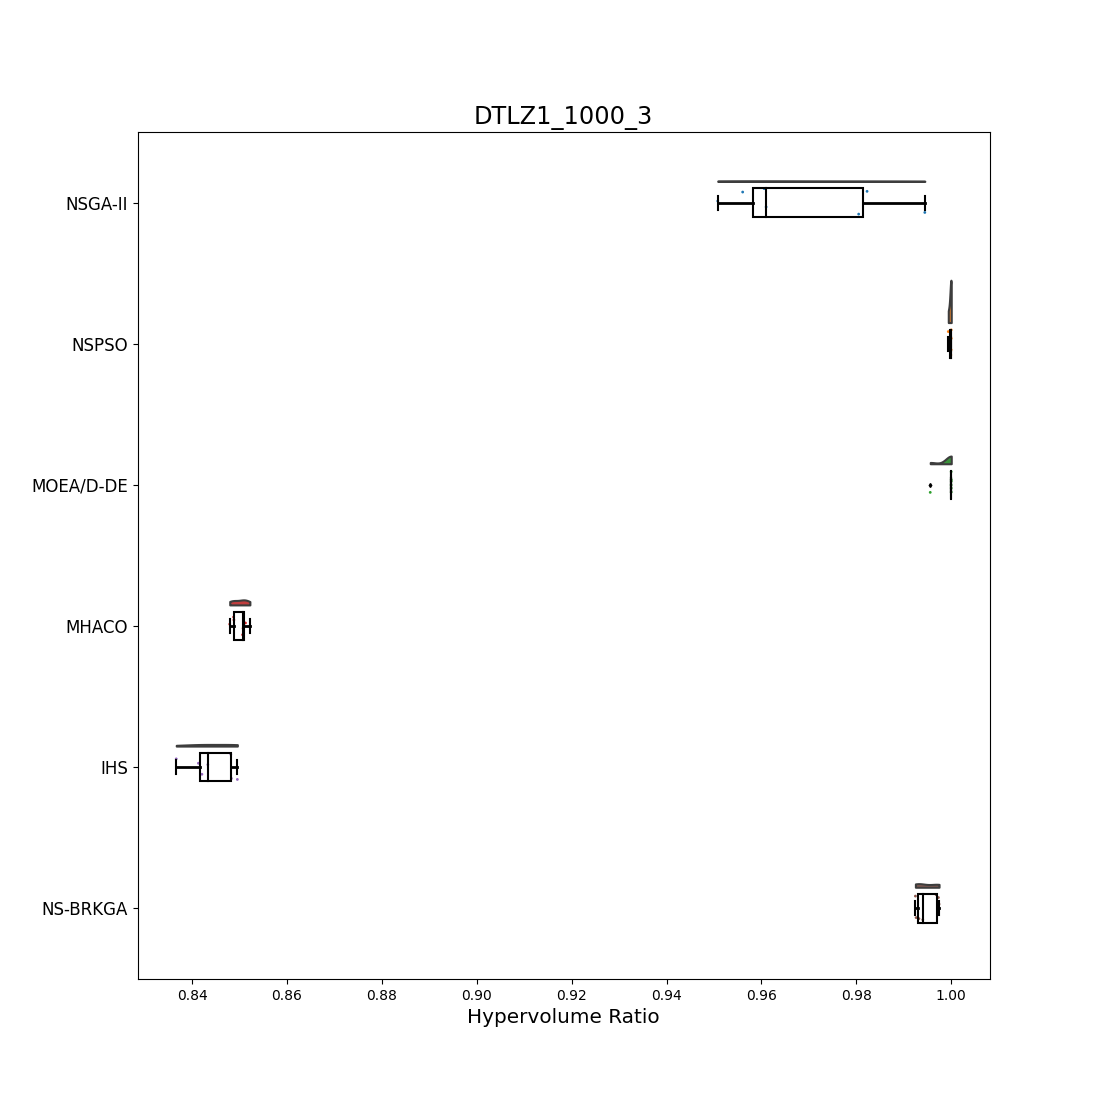 DTLZ1_1000_3
NSGA-II
NSPSO
MOEA/D-DE
MHACO
IHS
NS-BRKGA
0.84 0.86 0.88 0.90 0.92 0.94 0.96 0.98 1.00
Hypervolume Ratio